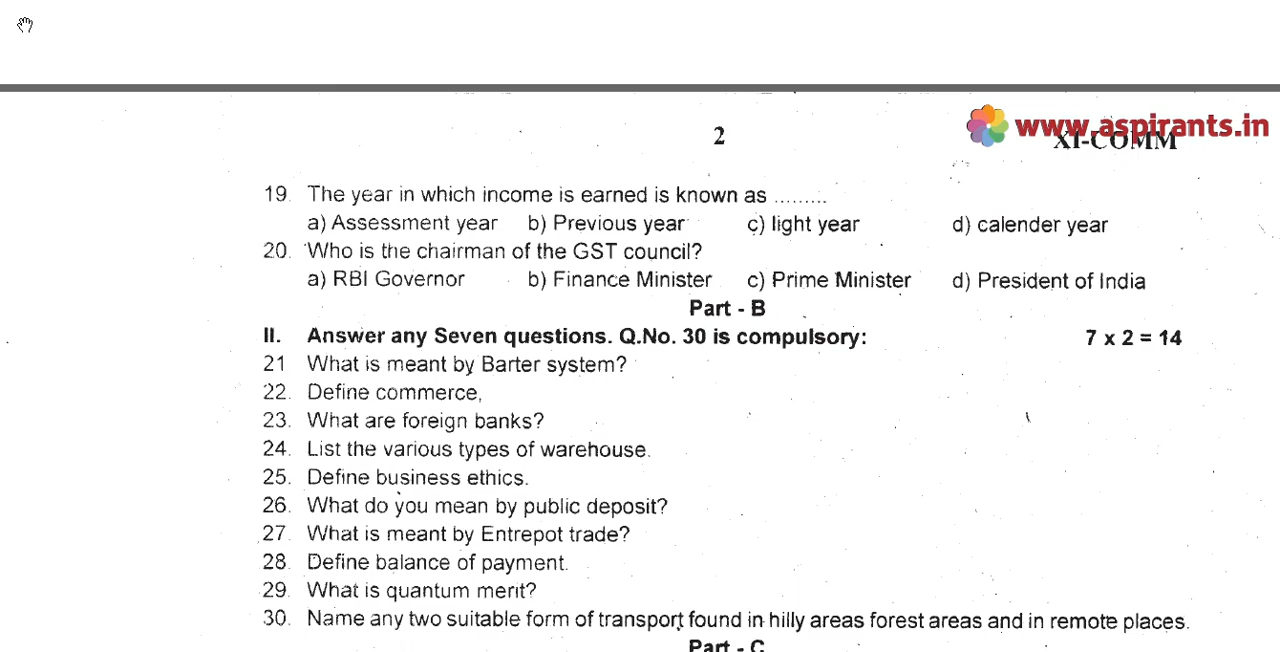 www.aspirants.in
2
XI-COMM
19. The year in which income is earned is known as .........
a) Assessment year b) Previous year c) light year d) calender year
20. Who is the chairman of the GST council?
a) RBI Governor b) Finance Minister c) Prime Minister d) President of India
Part - B
II. Answer any Seven questions. Q.No. 30 is compulsory: 7 x 2 = 14
21 What is meant by Barter system?
22. Define commerce,
23. What are foreign banks?
24. List the various types of warehouse.
25. Define business ethics.
26. What do you mean by public deposit?
27. What is meant by Entrepot trade?
28. Define balance of payment.
29. What is quantum merit?
30. Name any two suitable form of transport found in hilly areas forest areas and in remote places.
Part - C